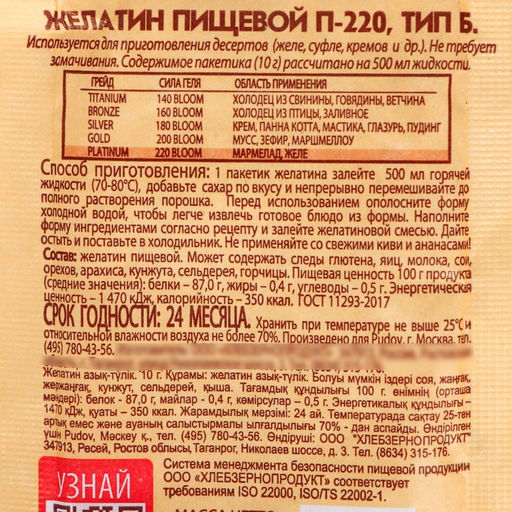 ЖЕЛАТИН ПИЩЕВОЙ П-220, ТИП Б.
Используется для приготовления десертов (желе, суфле, кремов и др.). Не требует
замачивания. Содержимое пакетика (10 г) рассчитано на 500 мл жидкости.
ГРЕЙД СИЛА ГЕЛЯ ОБЛАСТЬ ПРИМЕНЕНИЯ
TITANIUM 140 BLOOM ХОЛОДЕЦ ИЗ СВИНИНЫ, ГОВЯДИНЫ, ВЕТЧИНА
BRONZE 160 BLOOM ХОЛОДЕЦ ИЗ ПТИЦЫ, ЗАЛИВНОЕ
SILVER 180 BLOOM КРЕМ, ПАННА КОТТА, МАСТИКА, ГЛАЗУРЬ, ПУДИНГ
GOLD 200 BLOOM МУСС, ЗЕФИР, МАРШМЕЛЛОУ
PLATINUM 220 BLOOM МАРМЕЛАД, ЖЕЛЕ
Способ приготовления: 1 пакетик желатина залейте 500 мл горячей
жидкости (70-80°С), добавьте сахар по вкусу и непрерывно перемешивайте до
полного растворения порошка. Перед использованием ополосните форму
холодной водой, чтобы легче извлечь готовое блюдо из формы. Наполните
форму ингредиентами согласно рецепту и залейте желатиновой смесью. Дайте
остыть и поставьте в холодильник. Не применяйте со свежими киви и ананасами!
Состав: желатин пищевой. Может содержать следы глютена, яиц, молока, сои,
орехов, арахиса, кунжута, сельдерея, горчицы. Пищевая ценность 100 г продукта
(средние значения): белки – 87,0 г, жиры – 0,4 г, углеводы – 0,5 г. Энергетическая
ценность – 1 470 кДж, калорийность – 350 ккал. ГОСТ 11293-2017
СРОК ГОДНОСТИ: 24 МЕСЯЦА. Хранить при температуре не выше 25°С и
относительной влажности воздуха не более 70%. Произведено для Pudov, г. Москва, тел.
(495) 780-43-56.
Желатин азық-түлік. 10 г. Құрамы: желатин азық-түлік. Болуы мүмкін іздері соя, жаңғақ,
жержаңғақ, кунжут, сельдерей, қыша. Тағамдық құндылығы 100 г. өнімнің (орташа
мәндері): белок - 87,0 г, майлар - 0,4 г, көмірсулар – 0,5 г. Энергетикалық құндылығы –
1470 кДж, қуаты – 350 ккал. Жарамдылық мерзімі: 24 ай. Температурада сақтау 25-тен
артық емес және ауаның салыстырмалы ылғалдылығы 70% - дан аспайды. Өндірілген
үшін Pudov, Мәскеу қ., тел. (495) 780-43-56. Өндіруші: ООО "ХЛЕБЗЕРНОПРОДУКТ"
347913, Ресей, Ростов облысы, Таганрог, Николаев шоссе, д. 3. Тел. (8634) 315-176.
Система менеджмента безопасности пищевой продукции
ООО «ХЛЕБЗЕРНОПРОДУКТ» соответствует
требованиям ISO 22000, ISO/TS 22002-1.
УЗНАЙ